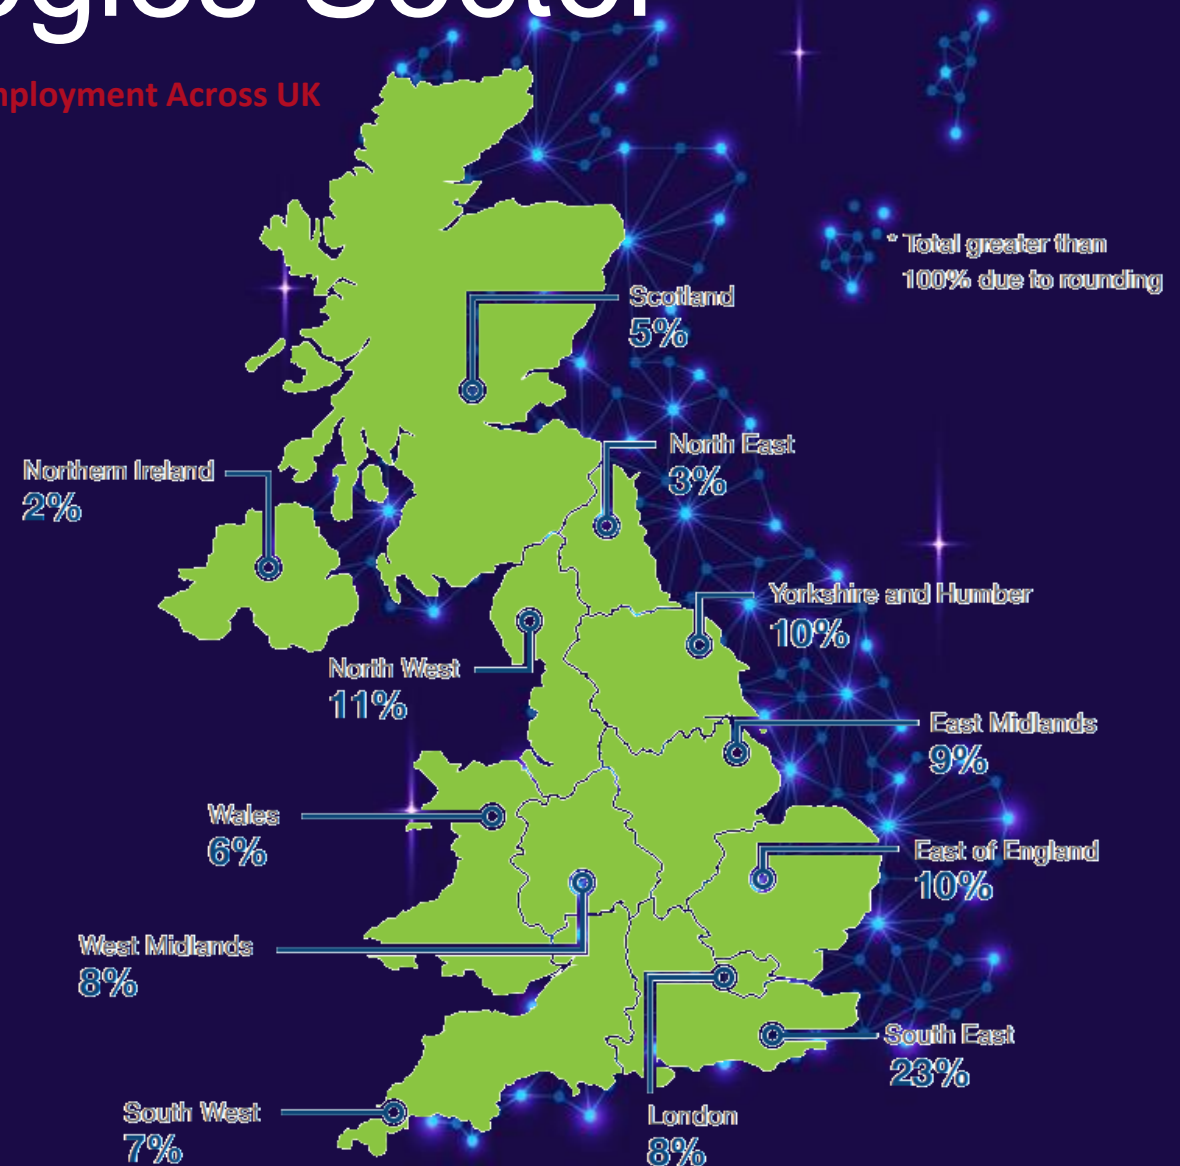 ogies Sector
mployment Across UK
* Total greater than
100% due to rounding
Scotland
5%
North East
3%
Northern Ireland
2%
Yorkshire and Humber
10%
North West
11%
East Midlands
9%
Wales
6%
East of England
10%
West Midlands
8%
South East
23%
South West
7%
London
8%